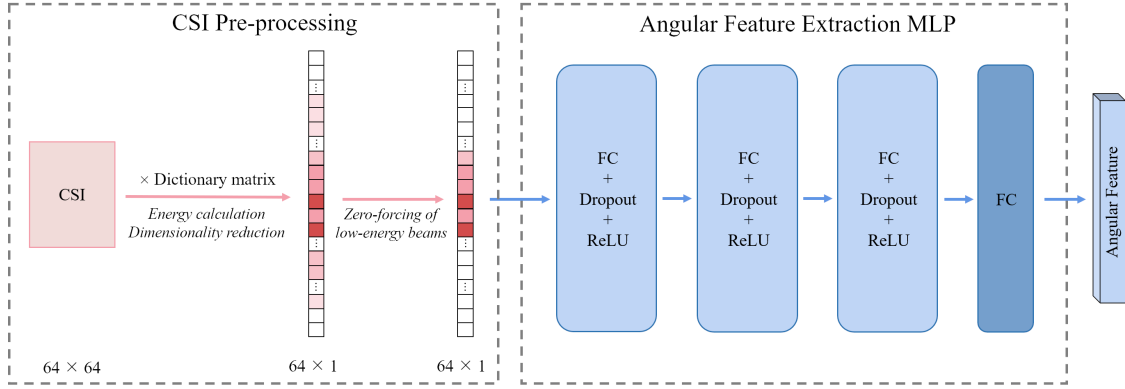 CSI Pre-processing
CSI
× Dictionary matrix
Energy calculation
Dimensionality reduction
⋮
⋮
⋮
⋮
Zero-forcing of
low-energy beams
⋮
⋮
⋮
⋮
64 × 64
64 × 1
64 × 1
Angular Feature Extraction MLP
FC
+
Dropout
+
ReLU
FC
+
Dropout
+
ReLU
FC
+
Dropout
+
ReLU
FC
Angular Feature